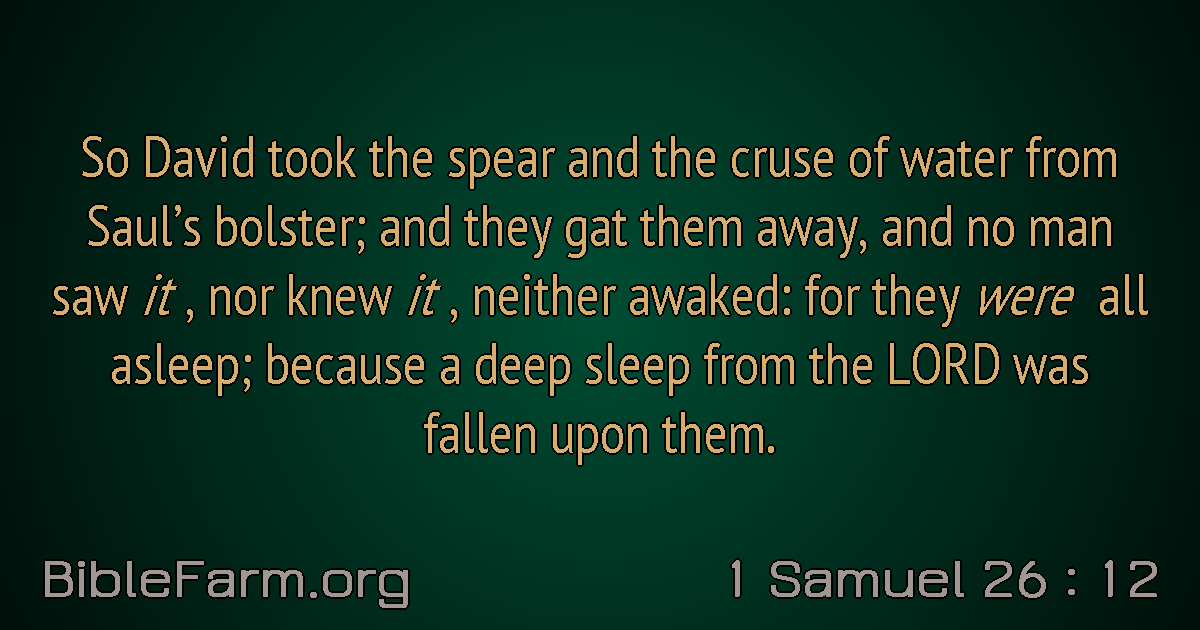 So David took the spear and the cruse of water from
Saul’s bolster; and they gat them away, and no man
saw it , nor knew it , neither awaked: for they were all
asleep; because a deep sleep from the LORD was
fallen upon them.
BibleFarm.org
1 Samuel 26 : 12